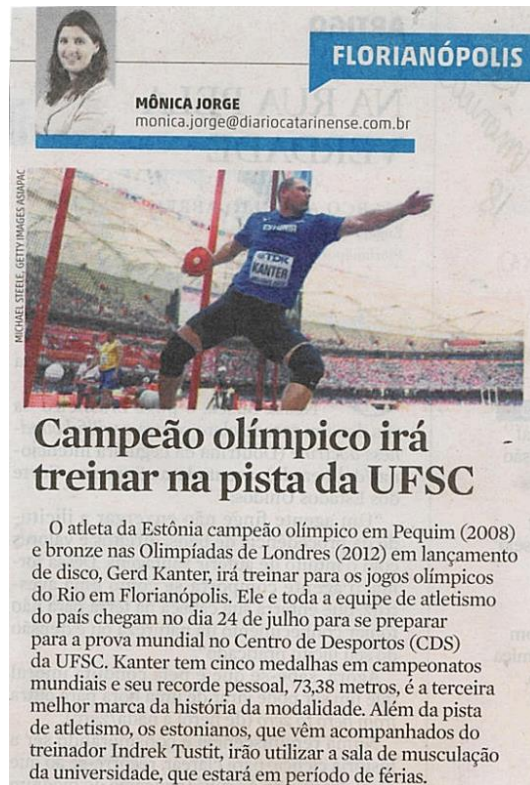 FLORIANÓPOLIS
MÔNICA JORGE
monica.jorge@diariocatarinense.com.br
MICHAEL STEELE, GETTY IMAGES ASIAPAC
TDK
KANTER
Campeão olímpico irá
treinar na pista da UFSC
O atleta da Estônia campeão olímpico em Pequim (2008)
e bronze nas Olimpíadas de Londres (2012) em lançamento
de disco, Gerd Kanter, irá treinar para os jogos olímpicos
do Rio em Florianópolis. Ele e toda a equipe de atletismo
do país chegam no dia 24 de julho para se preparar
para a prova mundial no Centro de Desportos (CDS)
da UFSC. Kanter tem cinco medalhas em campeonatos
mundiais e seu recorde pessoal, 73,38 metros, é a terceira
melhor marca da história da modalidade. Além da pista
de atletismo, os estonianos, que vêm acompanhados do
treinador Indrek Tustit, irão utilizar a sala de musculação
da universidade, que estará em período de férias.